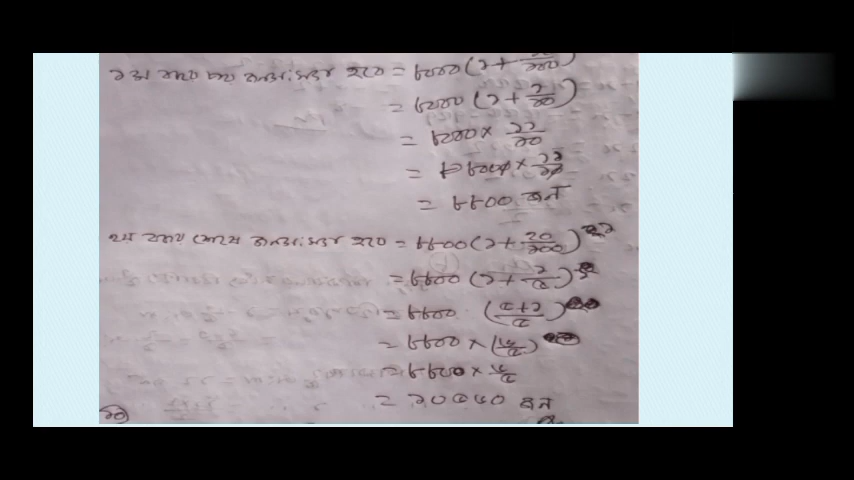 ১ম বছর পর জনসংখ্যা হবে = ৮০০০(১+ ১০/১০০)
= ৮০০০ (১+ ১/১০)
= ৮০০০ × ১১/১০
= ৮০০০ × ১১/১০
= ৮৮০০ জন
২য় বছর শেষে জনসংখ্যা হবে = ৮৮০০(১+ ২০/১০০)
= ৮৮০০ (১+ ১/৫)
= ৮৮০০ (৫+১/৫)
= ৮৮০০ × (৬/৫)
= ৮৮০০ × ৬/৫
= ১০৫৬০ জন